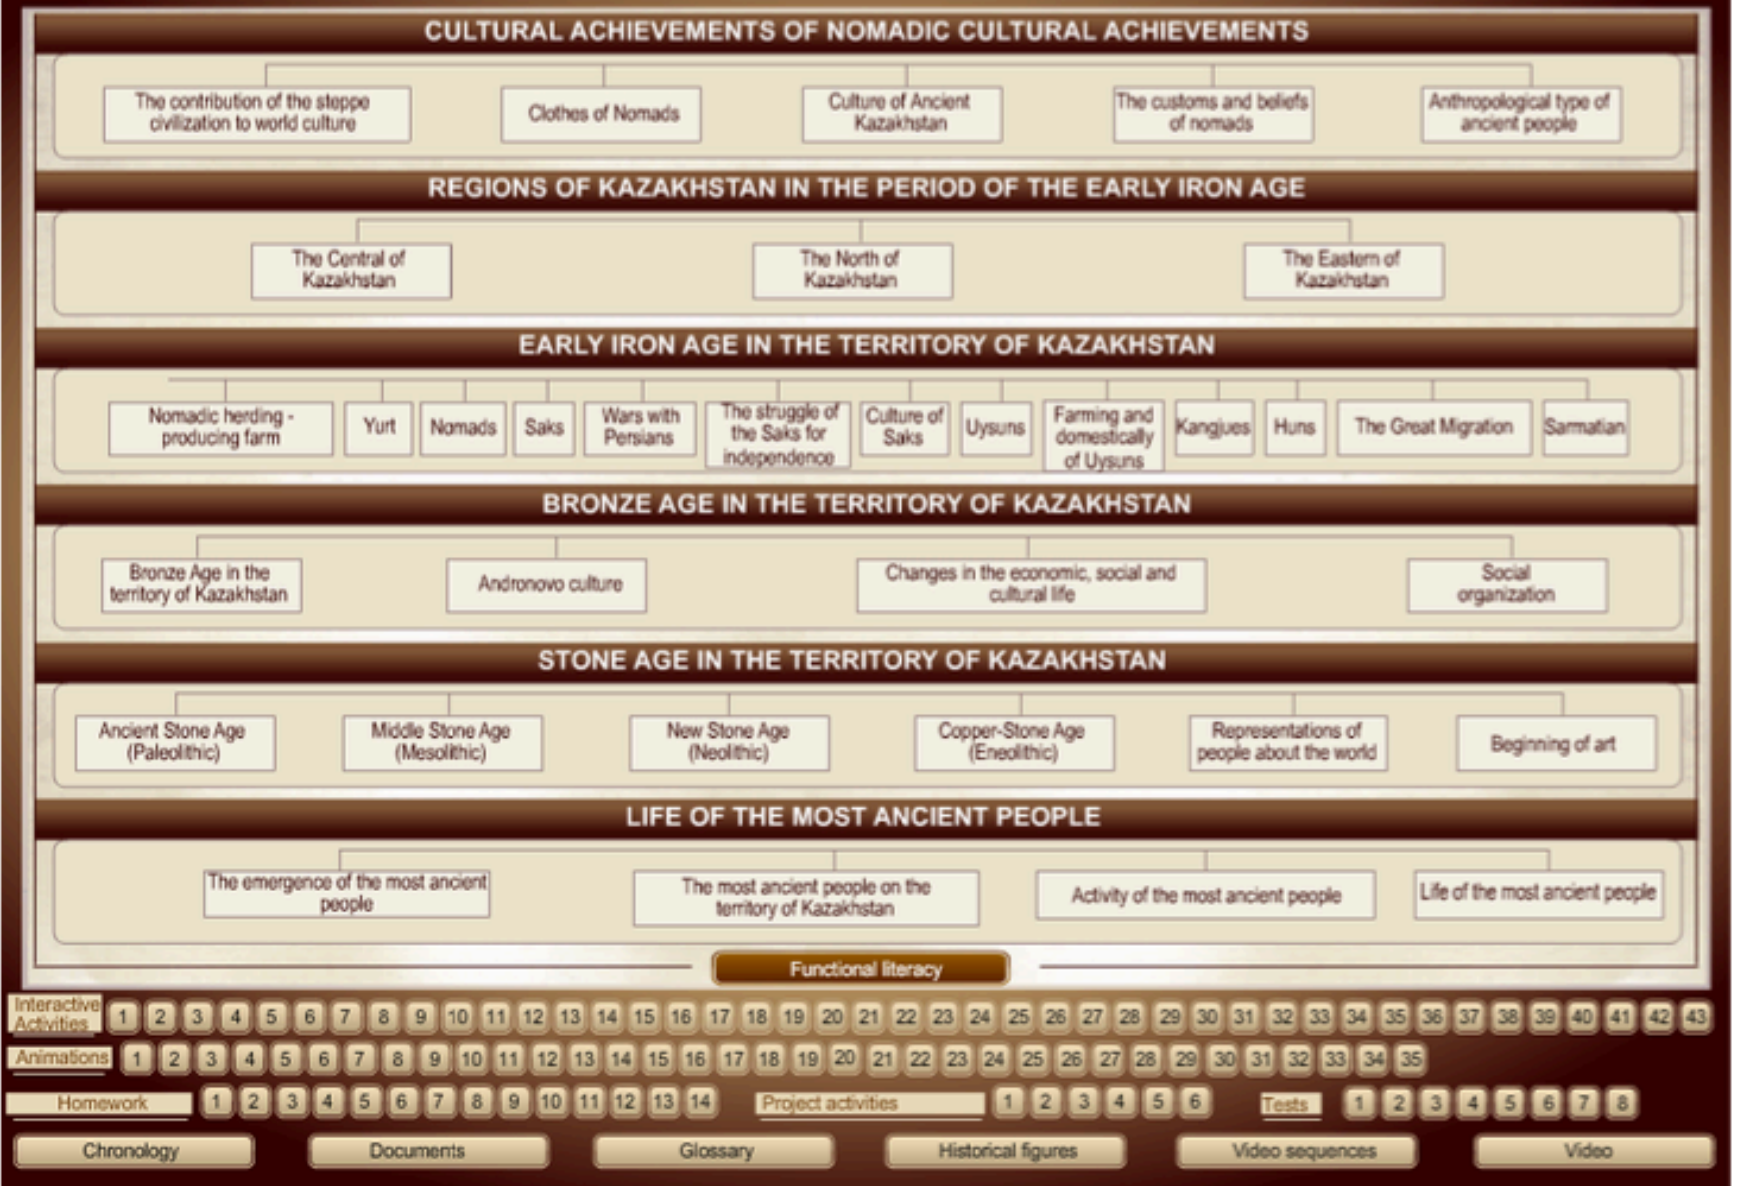 CULTURAL ACHIEVEMENTS OF NOMADIC CULTURAL ACHIEVEMENTS
The contribution of the steppe
civilization to world culture
Clothes of Nomads
Culture of Ancient
Kazakhstan
The customs and beliefs
of nomads
Anthropological type of
ancient people
REGIONS OF KAZAKHSTAN IN THE PERIOD OF THE EARLY IRON AGE
The Central of
Kazakhstan
The North of
Kazakhstan
The Eastern of
Kazakhstan
EARLY IRON AGE IN THE TERRITORY OF KAZAKHSTAN
Nomadic herding -
producing farm
Yurt
Nomads
Saks
Wars with
Persians
The struggle of
the Saks for
independence
Culture of
Saks
Uysuns
Farming and
domestically
of Uysuns
Kangjues
Huns
The Great Migration
Sarmatian
BRONZE AGE IN THE TERRITORY OF KAZAKHSTAN
Bronze Age in the
territory of Kazakhstan
Andronovo culture
Changes in the economic, social and
cultural life
Social
organization
STONE AGE IN THE TERRITORY OF KAZAKHSTAN
Ancient Stone Age
(Paleolithic)
Middle Stone Age
(Mesolithic)
New Stone Age
(Neolithic)
Copper-Stone Age
(Eneolithic)
Representations of
people about the world
Beginning of art
LIFE OF THE MOST ANCIENT PEOPLE
The emergence of the most ancient
people
The most ancient people on the
territory of Kazakhstan
Activity of the most ancient people
Life of the most ancient people
Functional literacy
Interactive
Activities
1 2 3 4 5 6 7 8 9 10 11 12 13 14 15 16 17 18 19 20 21 22 23 24 25 26 27 28 29 30 31 32 33 34 35 36 37 38 39 40 41 42 43
Animations
1 2 3 4 5 6 7 8 9 10 11 12 13 14 15 16 17 18 19 20 21 22 23 24 25 26 27 28 29 30 31 32 33 34 35
Homework
1 2 3 4 5 6 7 8 9 10 11 12 13 14
Project activities
1 2 3 4 5 6
Tests
1 2 3 4 5 6 7 8
Chronology
Documents
Glossary
Historical figures
Video sequences
Video